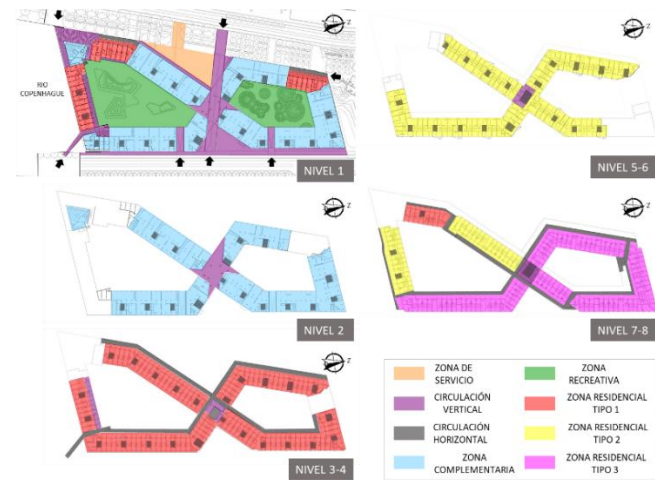 Z
RIO
COPENHAGUE
NIVEL 1
Z
NIVEL 5-6
Z
NIVEL 2
Z
NIVEL 7-8
Z
NIVEL 3-4
ZONA DE
SERVICIO
ZONA
RECREATIVA
CIRCULACIÓN
VERTICAL
ZONA RESIDENCIAL
TIPO 1
CIRCULACIÓN
HORIZONTAL
ZONA RESIDENCIAL
TIPO 2
ZONA
COMPLEMENTARIA
ZONA RESIDENCIAL
TIPO 3